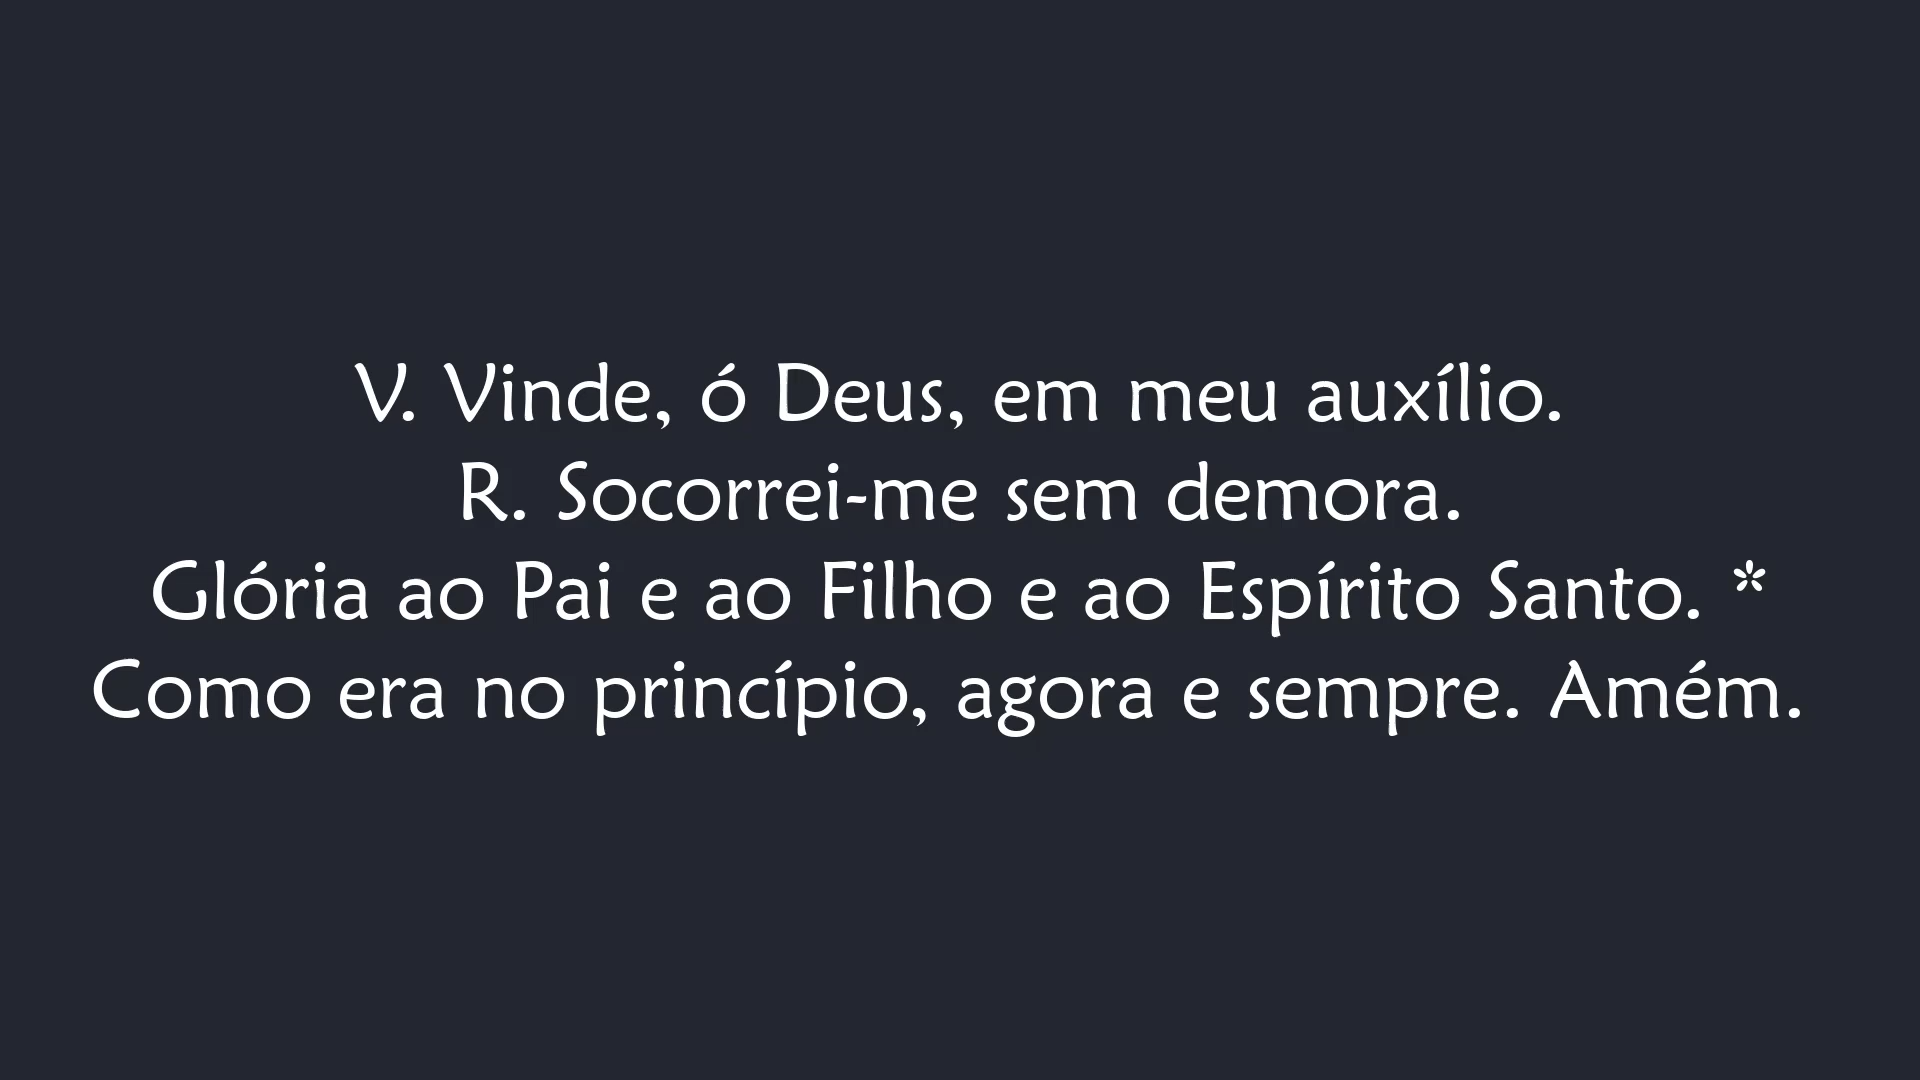 V. Vinde, ó Deus, em meu auxílio.
R. Socorrei-me sem demora.
Glória ao Pai e ao Filho e ao Espírito Santo. *
Como era no princípio, agora e sempre. Amém.